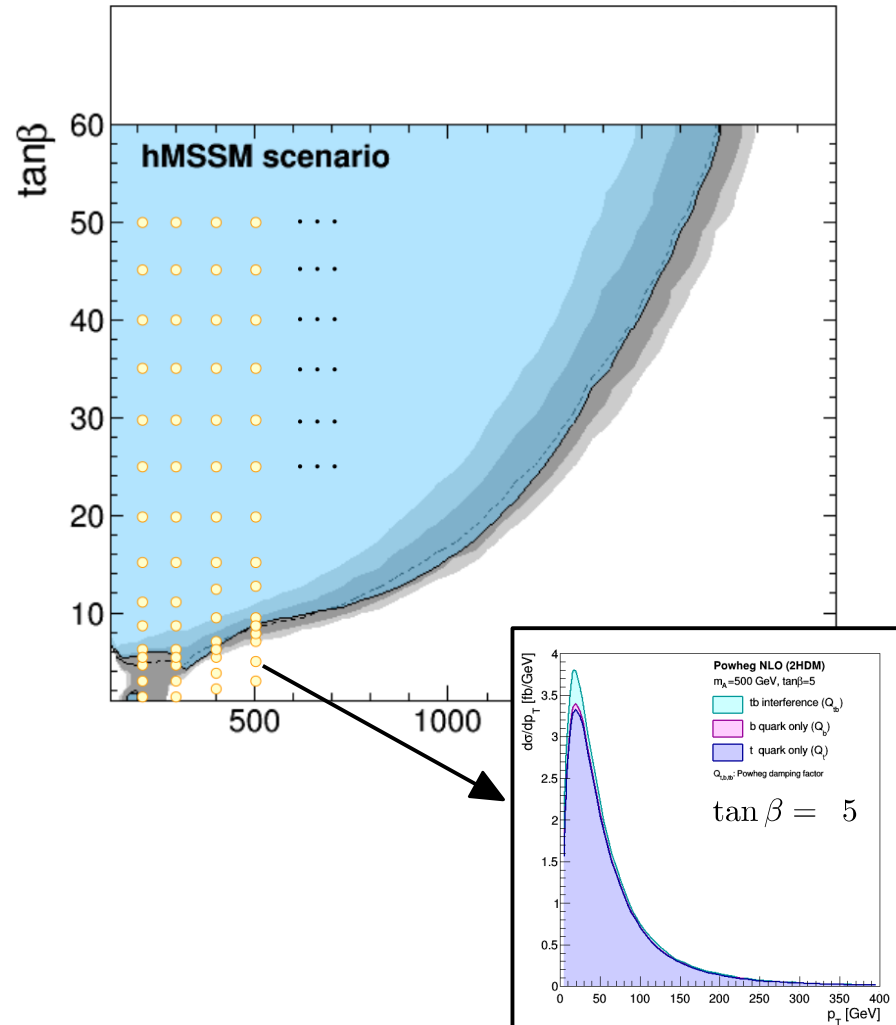 60
tanβ
hMSSM scenario
50
40
30
20
10
500
1000
4
3.5
3
2.5
2
1.5
1
0.5
0
dσ/dp_T [fb/GeV]
Powheg NLO (2HDM)
m_A=500 GeV, tanβ=5
tb interference (Q_tb)
b quark only (Q_b)
t quark only (Q_t)
Q_t,b,tb: Powheg damping factor
tan β = 5
0 50 100 150 200 250 300 350 400
p_T [GeV]